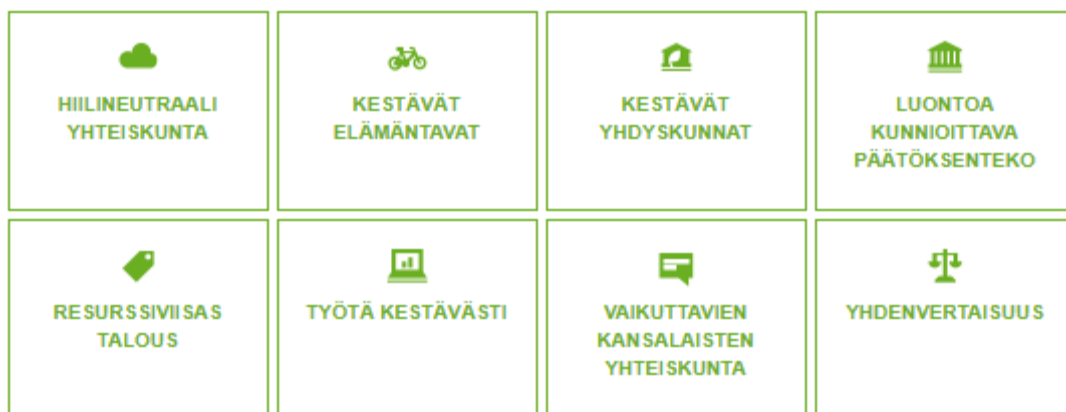 HIILINEUTRAALI
YHTEISKUNTA
KESTÄVÄT
ELÄMÄNTAVAT
KESTÄVÄT
YHDYSKUNNAT
LUONTOA
KUNNIOITTAVA
PÄÄTÖKSENTEKO
RESURSSIVIISAS
TALOUS
TYÖTÄ KESTÄVÄSTI
VAIKUTTAVIEN
KANSALAISTEN
YHTEISKUNTA
YHDENVERTAISUUS